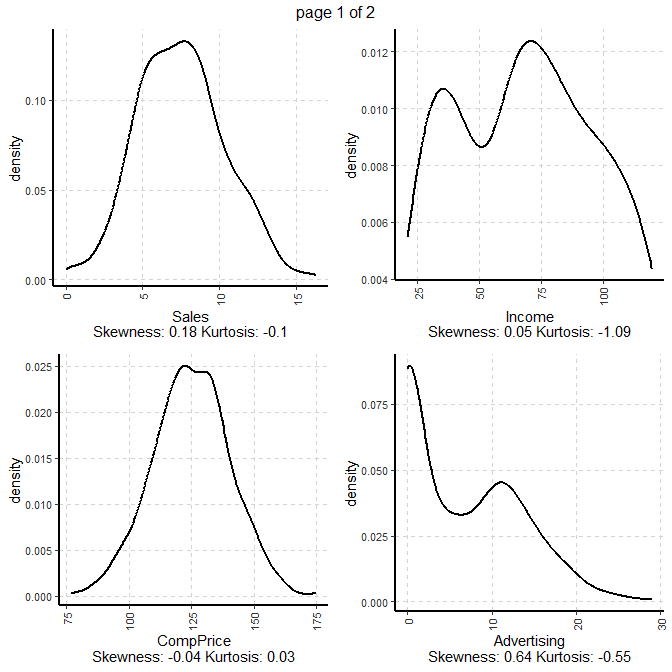 page 1 of 2
density
0.10
0.05
0.00
0
5
10
15
Sales
Skewness: 0.18 Kurtosis: -0.1
density
0.012
0.010
0.008
0.006
0.004
25
50
75
100
Income
Skewness: 0.05 Kurtosis: -1.09
density
0.025
0.020
0.015
0.010
0.005
0.000
75
100
125
150
175
CompPrice
Skewness: -0.04 Kurtosis: 0.03
density
0.075
0.050
0.025
0.000
0
10
20
30
Advertising
Skewness: 0.64 Kurtosis: -0.55